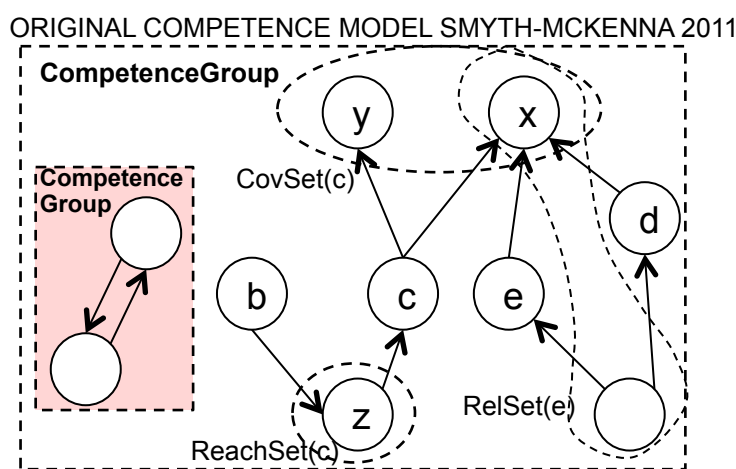 ORIGINAL COMPETENCE MODEL SMYTH-MCKENNA 2011
CompetenceGroup
y
x
Competence
Group
CovSet(c)
d
b
c
e
z
RelSet(e)
ReachSet(c)